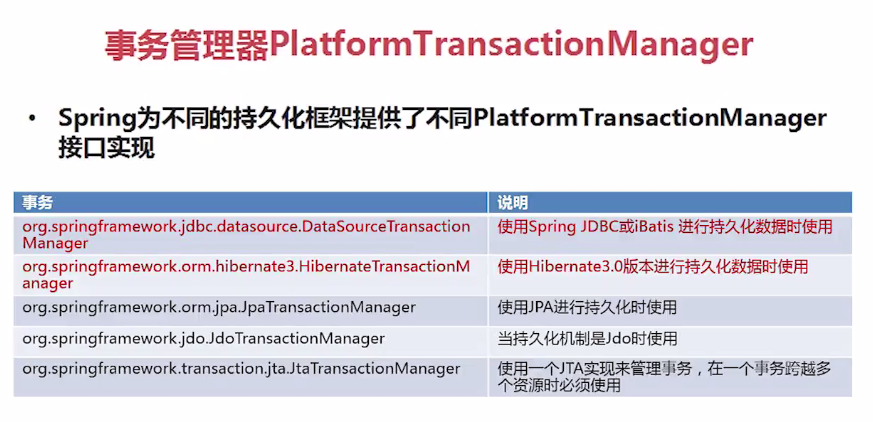 事务管理器PlatformTransactionManager
• Spring为不同的持久化框架提供了不同PlatformTransactionManager
接口实现
事务 说明
org.springframework.jdbc.datasource.DataSourceTransaction
Manager
使用Spring JDBC或iBatis 进行持久化数据时使用
org.springframework.orm.hibernate3.HibernateTransactionM
anager
使用Hibernate3.0版本进行持久化数据时使用
org.springframework.orm.jpa.JpaTransactionManager
使用JPA进行持久化时使用
org.springframework.jdo.JdoTransactionManager
当持久化机制是Jdo时使用
org.springframework.transaction.jta.JtaTransactionManager
使用一个JTA实现来管理事务，在一个事务跨越多
个资源时必须使用